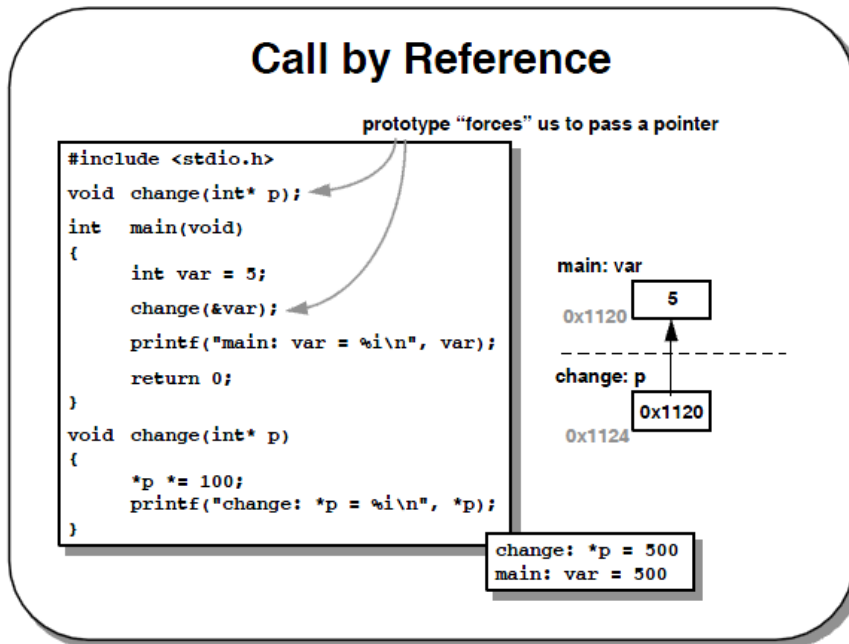 Call by Reference
prototype “forces” us to pass a pointer
#include <stdio.h>
void change(int* p);
int main(void)
{
int var = 5;
change(&var);
printf("main: var = %i\n", var);
return 0;
}
void change(int* p)
{
*p *= 100;
printf("change: *p = %i\n", *p);
}
main: var
5
0x1120
change: p
0x1120
0x1124
change: *p = 500
main: var = 500